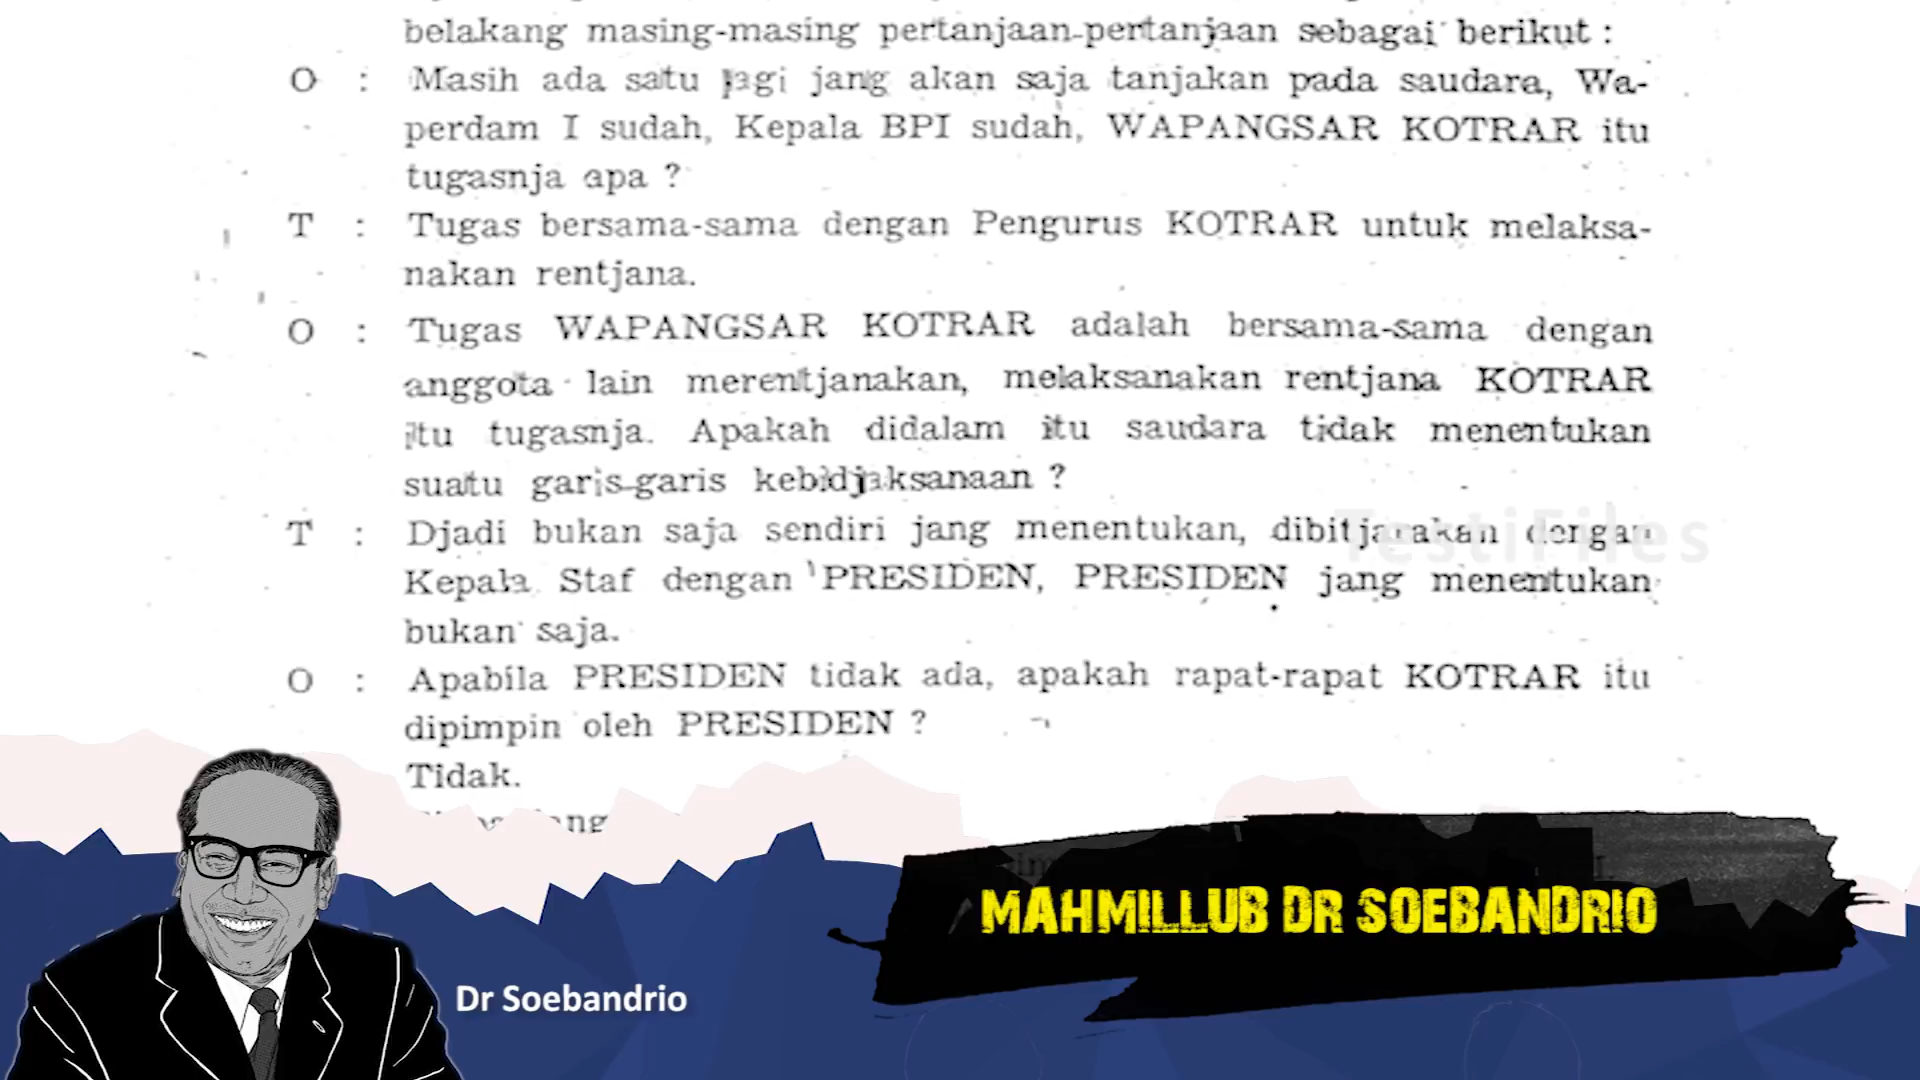 belakang masing-masing pertanjaan-pertanjaan sebagai berikut :
O : Masih ada satu lagi jang akan saja tanjakan pada saudara, Wa-
perdam I sudah, Kepala BPI sudah, WAPANGSAR KOTRAR itu
tugasnja apa ?
T : Tugas bersama-sama dengan Pengurus KOTRAR untuk melaksa-
nakan rentjana.
O : Tugas WAPANGSAR KOTRAR adalah bersama-sama dengan
anggota lain merentjanakan, melaksanakan rentjana KOTRAR
itu tugasnja. Apakah didalam itu saudara tidak menentukan
suatu garis-garis kebidjaksanaan ?
T : Djadi bukan saja sendiri jang menentukan, dibitjarakan dengan
Kepala Staf dengan PRESIDEN, PRESIDEN jang menentukan
bukan saja.
O : Apabila PRESIDEN tidak ada, apakah rapat-rapat KOTRAR itu
dipimpin oleh PRESIDEN ?
Tidak.
TestiFiles
MAHMILLUB DR SOEBANDRIO
Dr Soebandrio